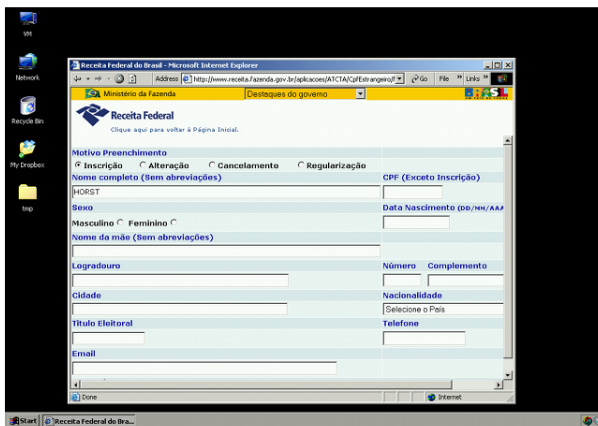 VM
Network
Recycle Bin
My Dropbox
tmp
Receita Federal do Brasil - Microsoft Internet Explorer
Address http://www.receita.fazenda.gov.br/aplicacoes/ATCTA/CpfEstrangeiro/f Go File » Links »
Ministério da Fazenda Destaques do governo
Receita Federal
Clique aqui para voltar à Página Inicial.
Motivo Preenchimento
Inscrição Alteração Cancelamento Regularização
Nome completo (Sem abreviações) CPF (Exceto Inscrição)
HORST
Sexo Data Nascimento (DD/MM/AAA
Masculino Feminino
Nome da mãe (Sem abreviações)
Logradouro Número Complemento
Cidade Nacionalidade
Selecione o País
Título Eleitoral Telefone
Email
Done Internet
Start Receita Federal do Bra...